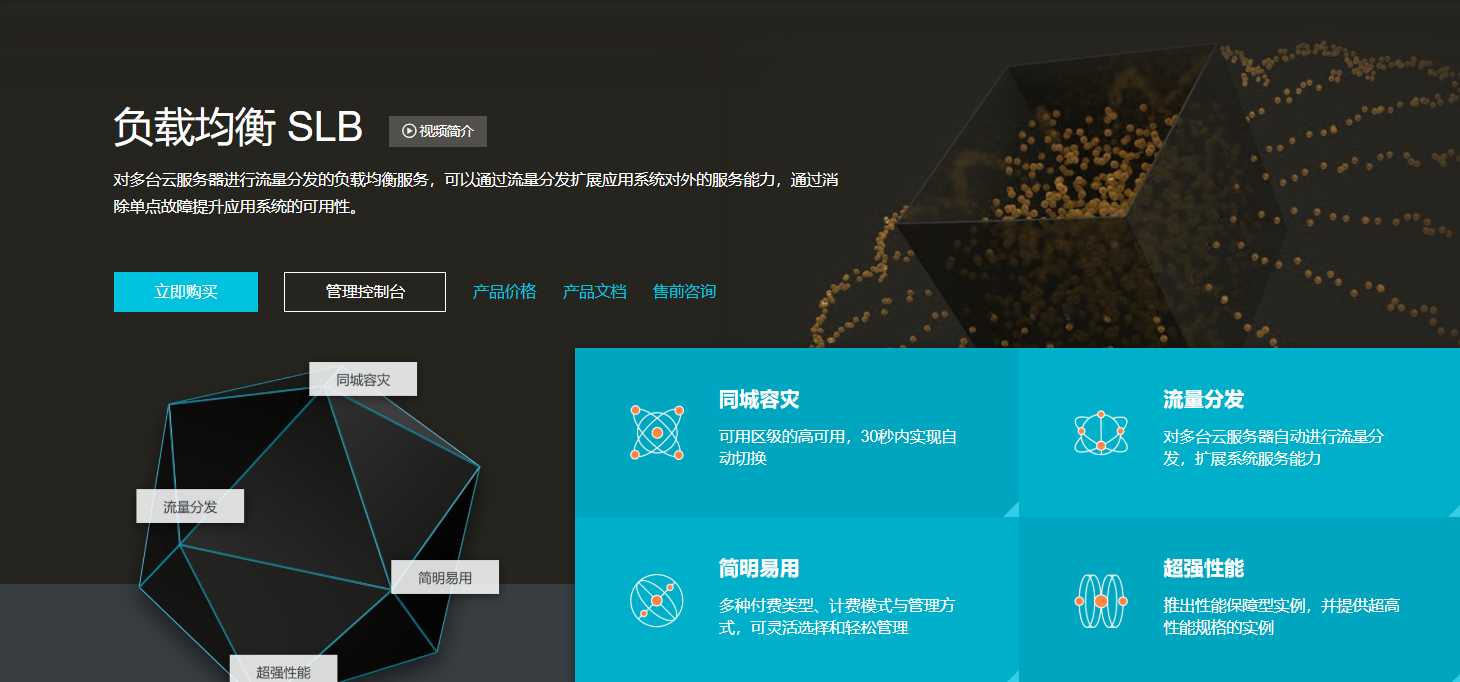 负载均衡 SLB
视频简介
对多台云服务器进行流量分发的负载均衡服务，可以通过流量分发扩展应用系统对外的服务能力，通过消
除单点故障提升应用系统的可用性。
立即购买
管理控制台
产品价格
产品文档
售前咨询
同城容灾
流量分发
简明易用
超强性能
同城容灾
可用区级的高可用，30秒内实现自
动切换
流量分发
对多台云服务器自动进行流量分
发，扩展系统服务能力
简明易用
多种付费类型、计费模式与管理方
式，可灵活选择和轻松管理
超强性能
推出性能保障型实例，并提供超高
性能规格的实例